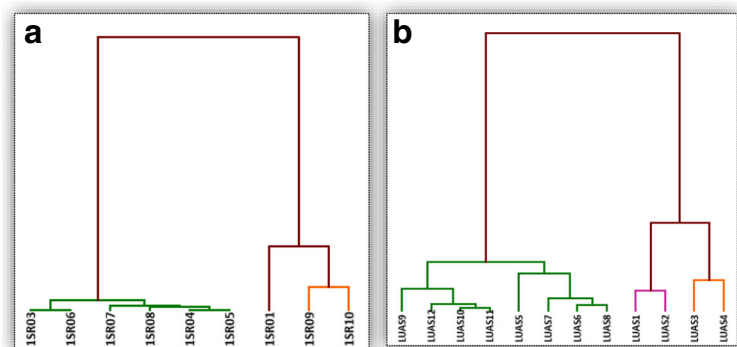 a
1SR03 1SR06 1SR07 1SR08 1SR04 1SR05 1SR01 1SR09 1SR10
b
LUAS9 LUAS12 LUAS10 LUAS11 LUAS5 LUAS7 LUAS6 LUAS8 LUAS1 LUAS2 LUAS3 LUAS4